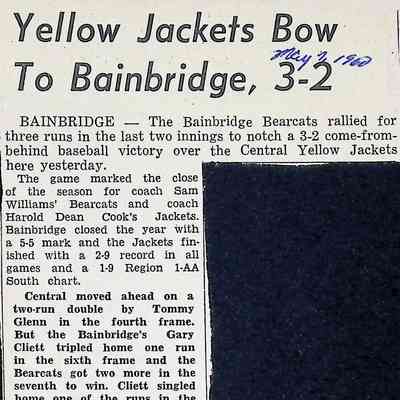 Yellow Jackets Bow
May 7, 1960
To Bainbridge, 3-2
BAINBRIDGE — The Bainbridge Bearcats rallied for
three runs in the last two innings to notch a 3-2 come-from-
behind baseball victory over the Central Yellow Jackets
here yesterday.
The game marked the close
of the season for coach Sam
Williams' Bearcats and coach
Harold Dean Cook's Jackets.
Bainbridge closed the year with
a 5-5 mark and the Jackets fin-
ished with a 2-9 record in all
games and a 1-9 Region 1-AA
South chart.
Central moved ahead on a
two-run double by Tommy
Glenn in the fourth frame.
But the Bainbridge's Gary
Cliett tripled home one run
in the sixth frame and the
Bearcats got two more in the
seventh to win. Cliett singled
home one of the runs in the